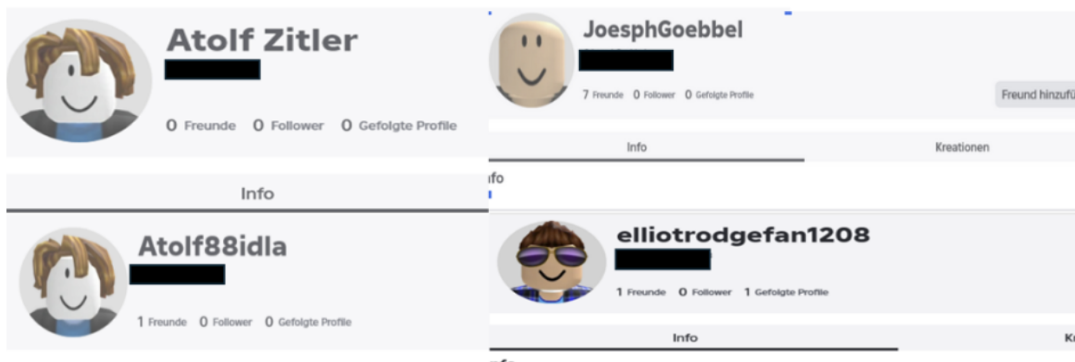 Atolf Zitler
0 Freunde 0 Follower 0 Gefolgte Profile
Info
Atolf88idla
1 Freunde 0 Follower 0 Gefolgte Profile
JoesphGoebbel
7 Freunde 0 Follower 0 Gefolgte Profile
Freund hinzufü
Info Kreationen
nfo
elliotrodgefan1208
1 Freunde 0 Follower 1 Gefolgte Profile
Info